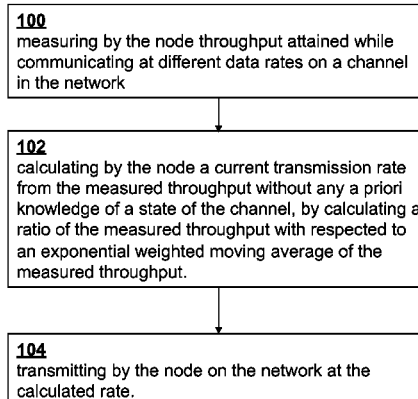 100
measuring by the node throughput attained while
communicating at different data rates on a channel
in the network
102
calculating by the node a current transmission rate
from the measured throughput without any a priori
knowledge of a state of the channel, by calculating a
ratio of the measured throughput with respected to
an exponential weighted moving average of the
measured throughput.
104
transmitting by the node on the network at the
calculated rate.